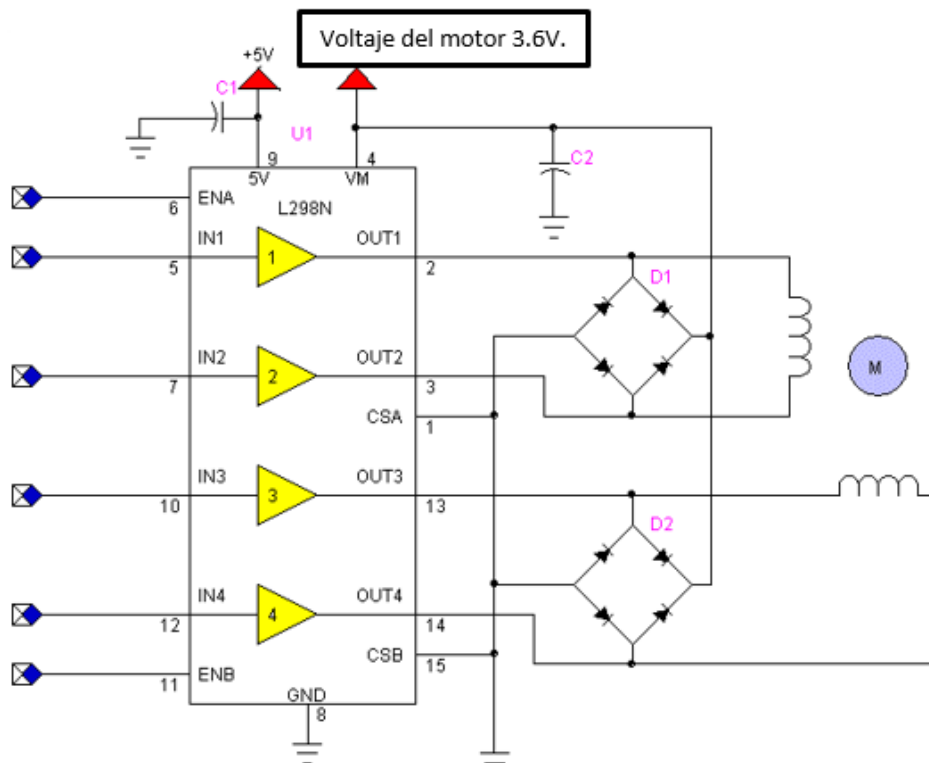 Voltaje del motor 3.6V.
+5V
C1
U1
9
4
5V
VM
C2
L298N
6
ENA
IN1
OUT1
5
1
2
D1
IN2
OUT2
7
2
3
M
CSA
1
IN3
OUT3
10
3
13
D2
IN4
OUT4
12
4
14
CSB
15
11
ENB
GND
8